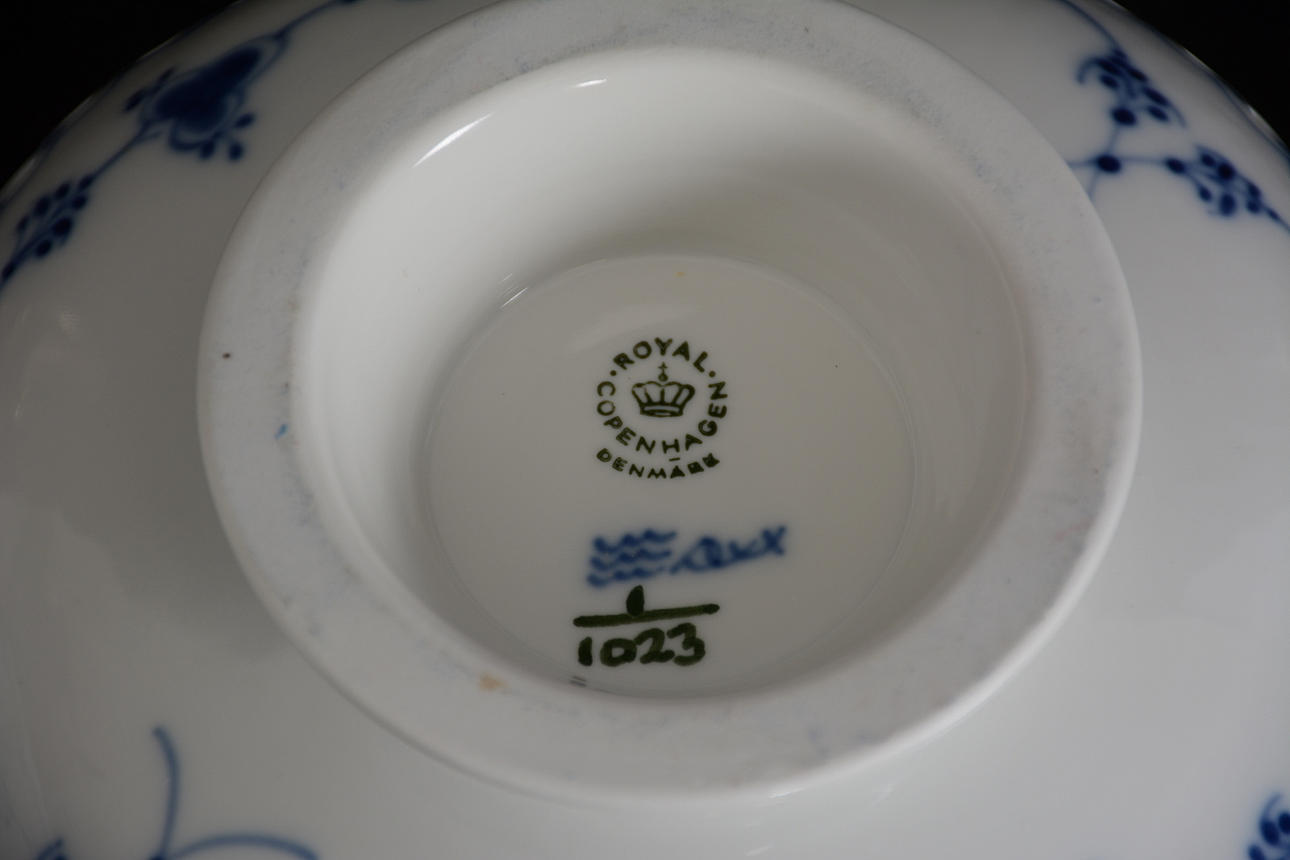 ROYAL
COPENHAGEN
DENMARK
1
1023